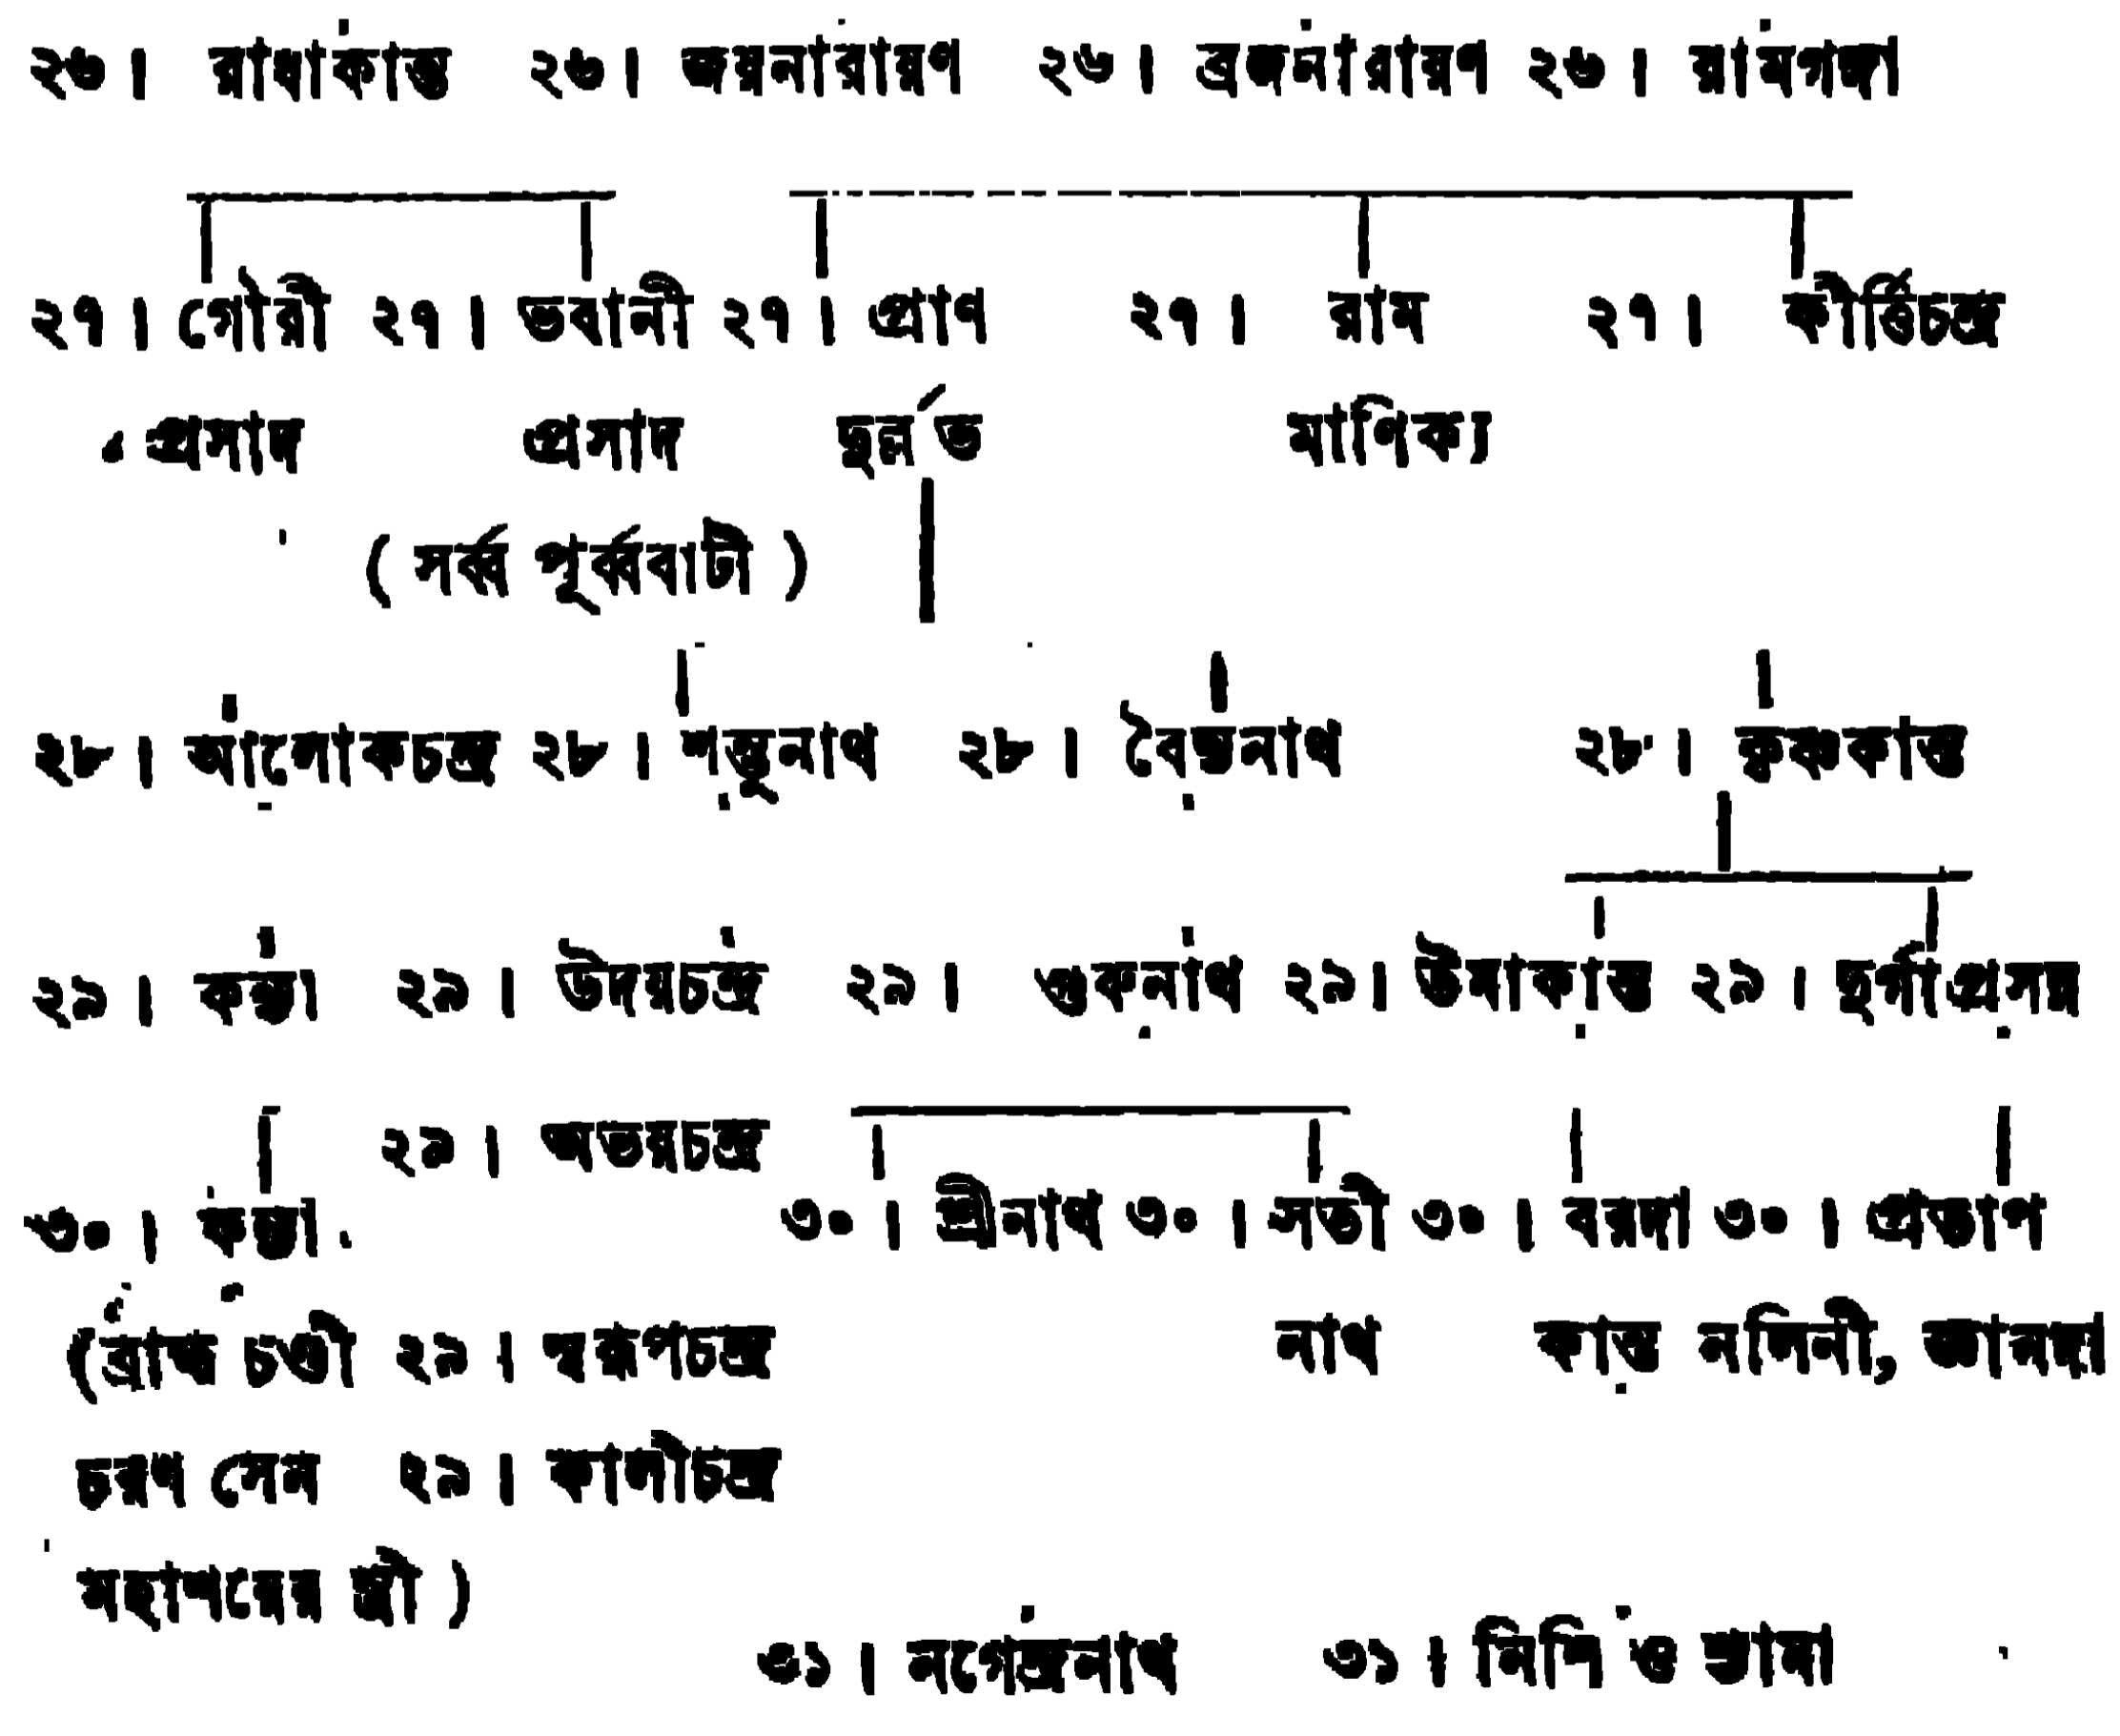 ২৬। রাধাকান্ত ২৬। জয়নারায়ণ ২৬। ব্রজনারায়ণ ২৬। রামগঙ্গা
২৭। গৌরী ২৭। ভবানী ২৭। প্রাণ ২৭। রাম ২৭। কীর্ত্তিচন্দ্র
প্রসাদ প্রসাদ দুর্লভ মাণিক্য
( সর্ব্ব পূর্ব্ববাটী )
২৮। আলোকচন্দ্র ২৮। শম্ভুনাথ ২৮। বৈদ্যনাথ ২৮। কৃষ্ণকান্ত
২৯। কন্যা ২৯। উদয়চন্দ্র ২৯। গুরুনাথ ২৯। উমাকান্ত ২৯। দুর্গাপ্রসন্ন
২৯। অভয়চন্দ্র
৩০। কন্যা ৩০। শ্রীনাথ ৩০। সতী ৩০। বরদা ৩০। প্রতাপ
(ব্রাহ্ম চণ্ডী ২৯। স্বরূপচন্দ্র নাথ কান্ত নলিনী,
চরণ সেন ২৯। কালীচন্দ্র
মহাশয়ের স্ত্রী )
৩১। নগেন্দ্রনাথ ৩১। নিশি ও